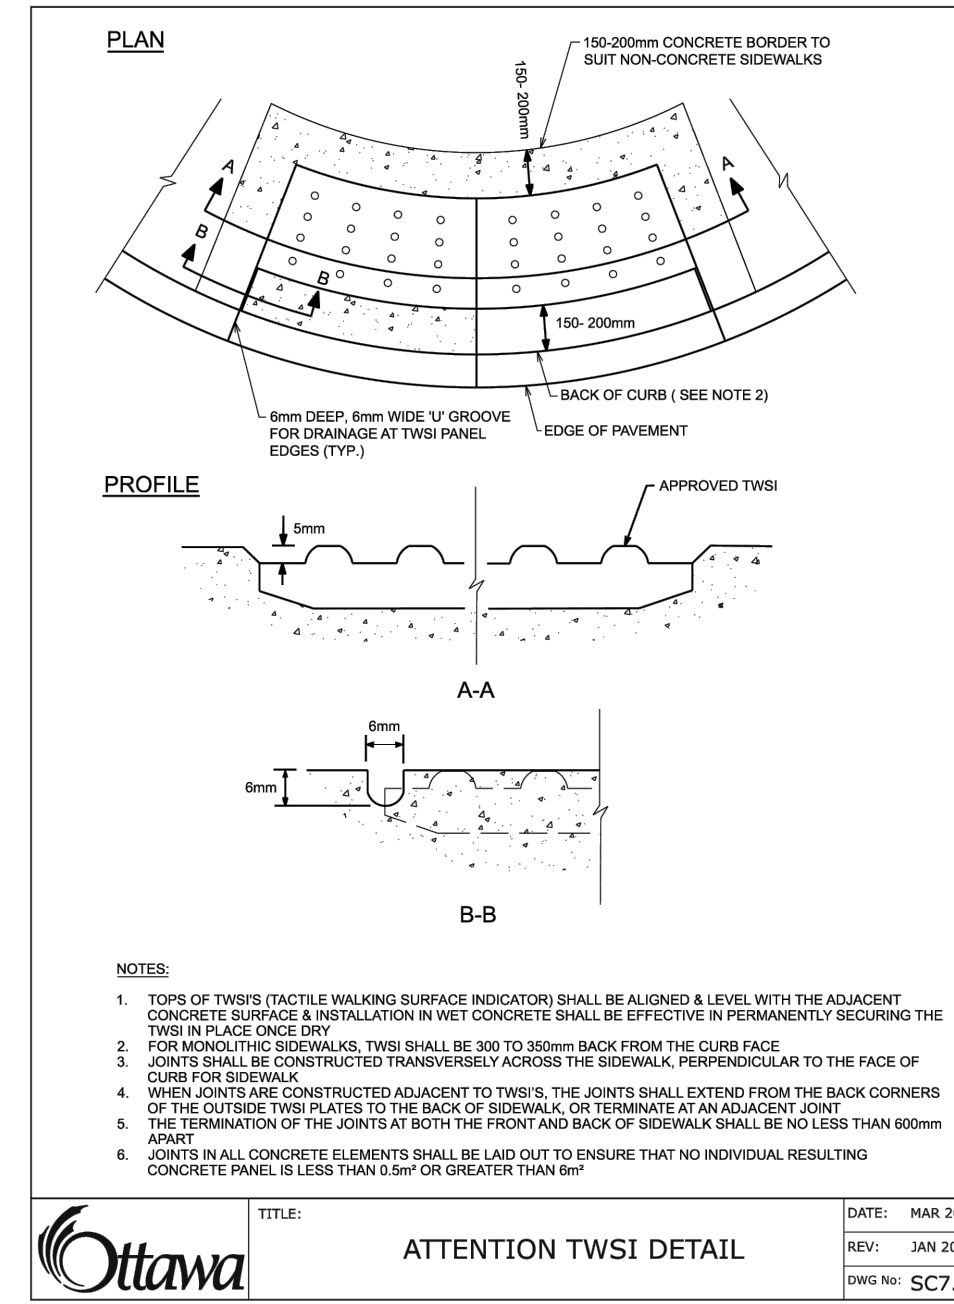 PLAN
150-200mm CONCRETE BORDER TO
SUIT NON-CONCRETE SIDEWALKS
150- 200mm
A
A
B
B
150- 200mm
BACK OF CURB ( SEE NOTE 2)
6mm DEEP, 6mm WIDE 'U' GROOVE
FOR DRAINAGE AT TWSI PANEL
EDGES (TYP.)
EDGE OF PAVEMENT
PROFILE
APPROVED TWSI
5mm
A-A
6mm
6mm
B-B
NOTES:
1. TOPS OF TWSI'S (TACTILE WALKING SURFACE INDICATOR) SHALL BE ALIGNED & LEVEL WITH THE ADJACENT
CONCRETE SURFACE & INSTALLATION IN WET CONCRETE SHALL BE EFFECTIVE IN PERMANENTLY SECURING THE
TWSI IN PLACE ONCE DRY
2. FOR MONOLITHIC SIDEWALKS, TWSI SHALL BE 300 TO 350mm BACK FROM THE CURB FACE
3. JOINTS SHALL BE CONSTRUCTED TRANSVERSELY ACROSS THE SIDEWALK, PERPENDICULAR TO THE FACE OF
CURB FOR SIDEWALK
4. WHEN JOINTS ARE CONSTRUCTED ADJACENT TO TWSI'S, THE JOINTS SHALL EXTEND FROM THE BACK CORNERS
OF THE OUTSIDE TWSI PLATES TO THE BACK OF SIDEWALK, OR TERMINATE AT AN ADJACENT JOINT
5. THE TERMINATION OF THE JOINTS AT BOTH THE FRONT AND BACK OF SIDEWALK SHALL BE NO LESS THAN 600mm
APART
6. JOINTS IN ALL CONCRETE ELEMENTS SHALL BE LAID OUT TO ENSURE THAT NO INDIVIDUAL RESULTING
CONCRETE PANEL IS LESS THAN 0.5m² OR GREATER THAN 6m²
Ottawa
TITLE:
ATTENTION TWSI DETAIL
DATE: MAR
REV: JAN
DWG No: